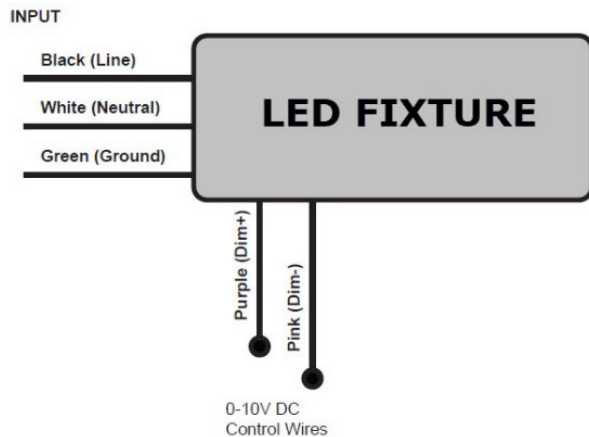 INPUT
Black (Line)
White (Neutral)
Green (Ground)
LED FIXTURE
Purple (Dim+)
Pink (Dim-)
0-10V DC
Control Wires